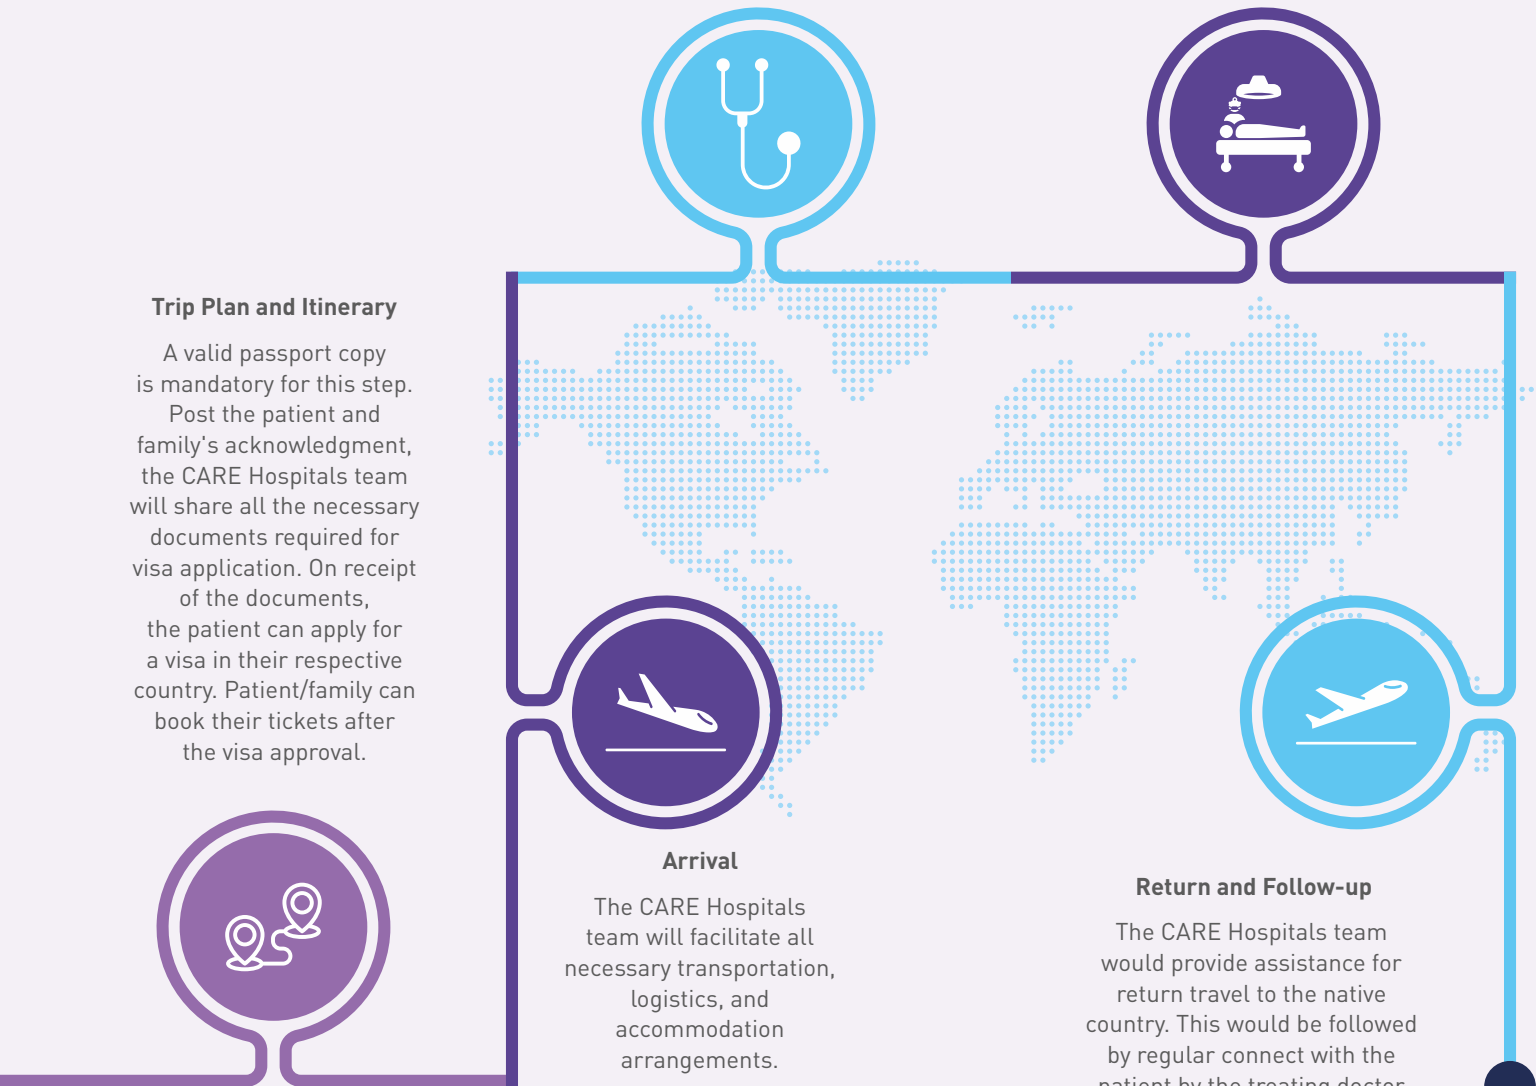 Trip Plan and Itinerary
A valid passport copy
is mandatory for this step.
Post the patient and
family's acknowledgment,
the CARE Hospitals team
will share all the necessary
documents required for
visa application. On receipt
of the documents,
the patient can apply for
a visa in their respective
country. Patient/family can
book their tickets after
the visa approval.
Arrival
The CARE Hospitals
team will facilitate all
necessary transportation,
logistics, and
accommodation
arrangements.
Return and Follow-up
The CARE Hospitals team
would provide assistance for
return travel to the native
country. This would be followed
by regular connect with the
patient by the treating doctor